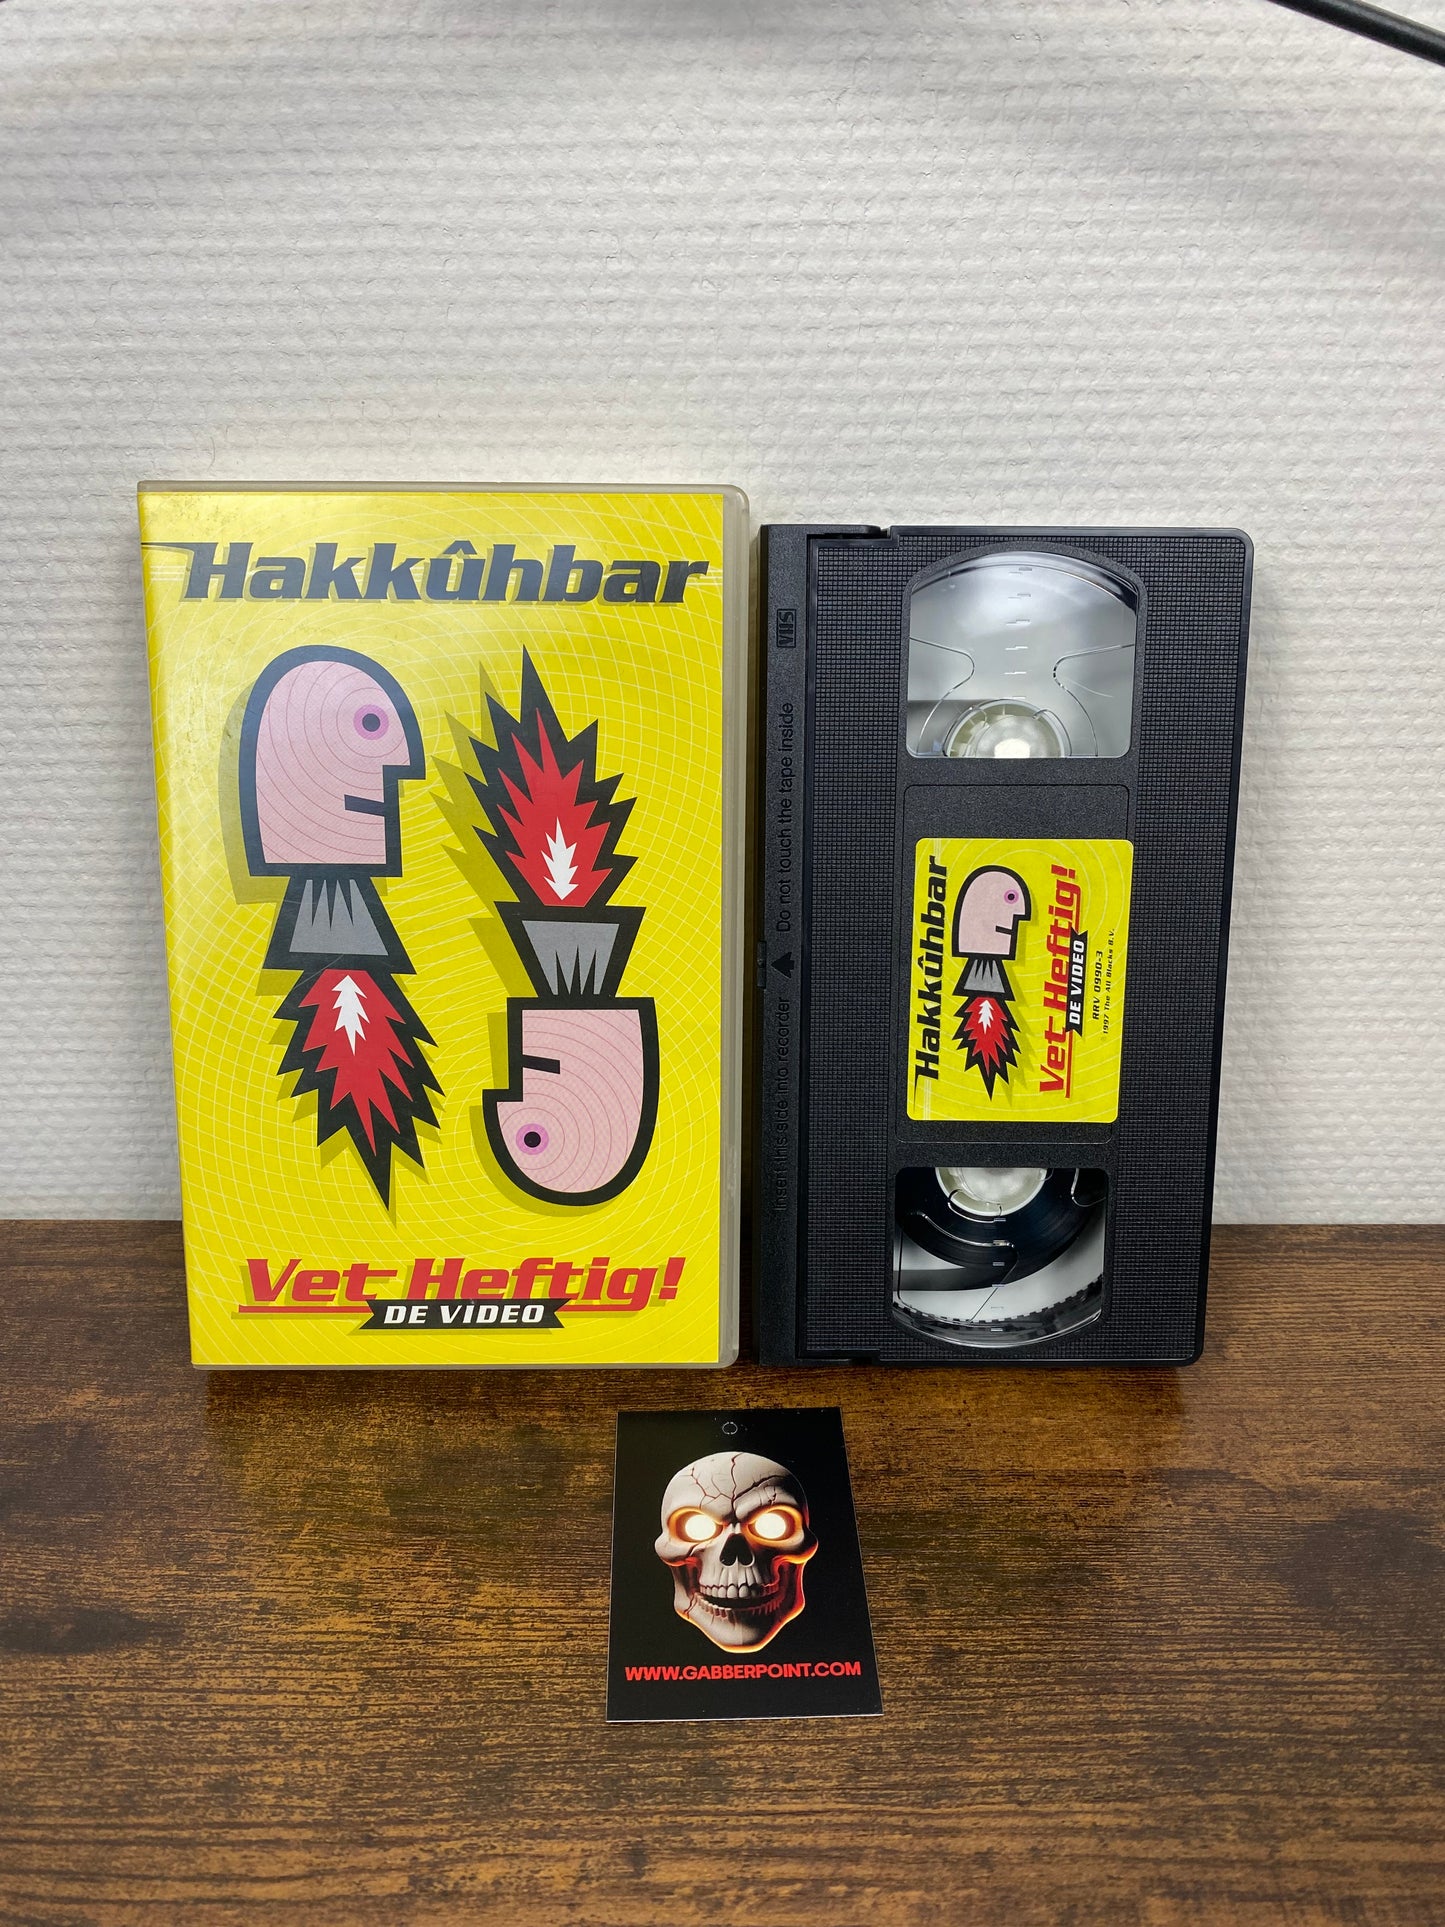 Hakkûhbar
Vet Heftig!
DE VIDEO
VHS
Insert this side into recorder
Do not touch the tape inside
Hakkûhbar
Vet Heftig!
DE VIDEO
RRV 0990-3
1997 The All Blacks B.V.
WWW.GABBERPOINT.COM